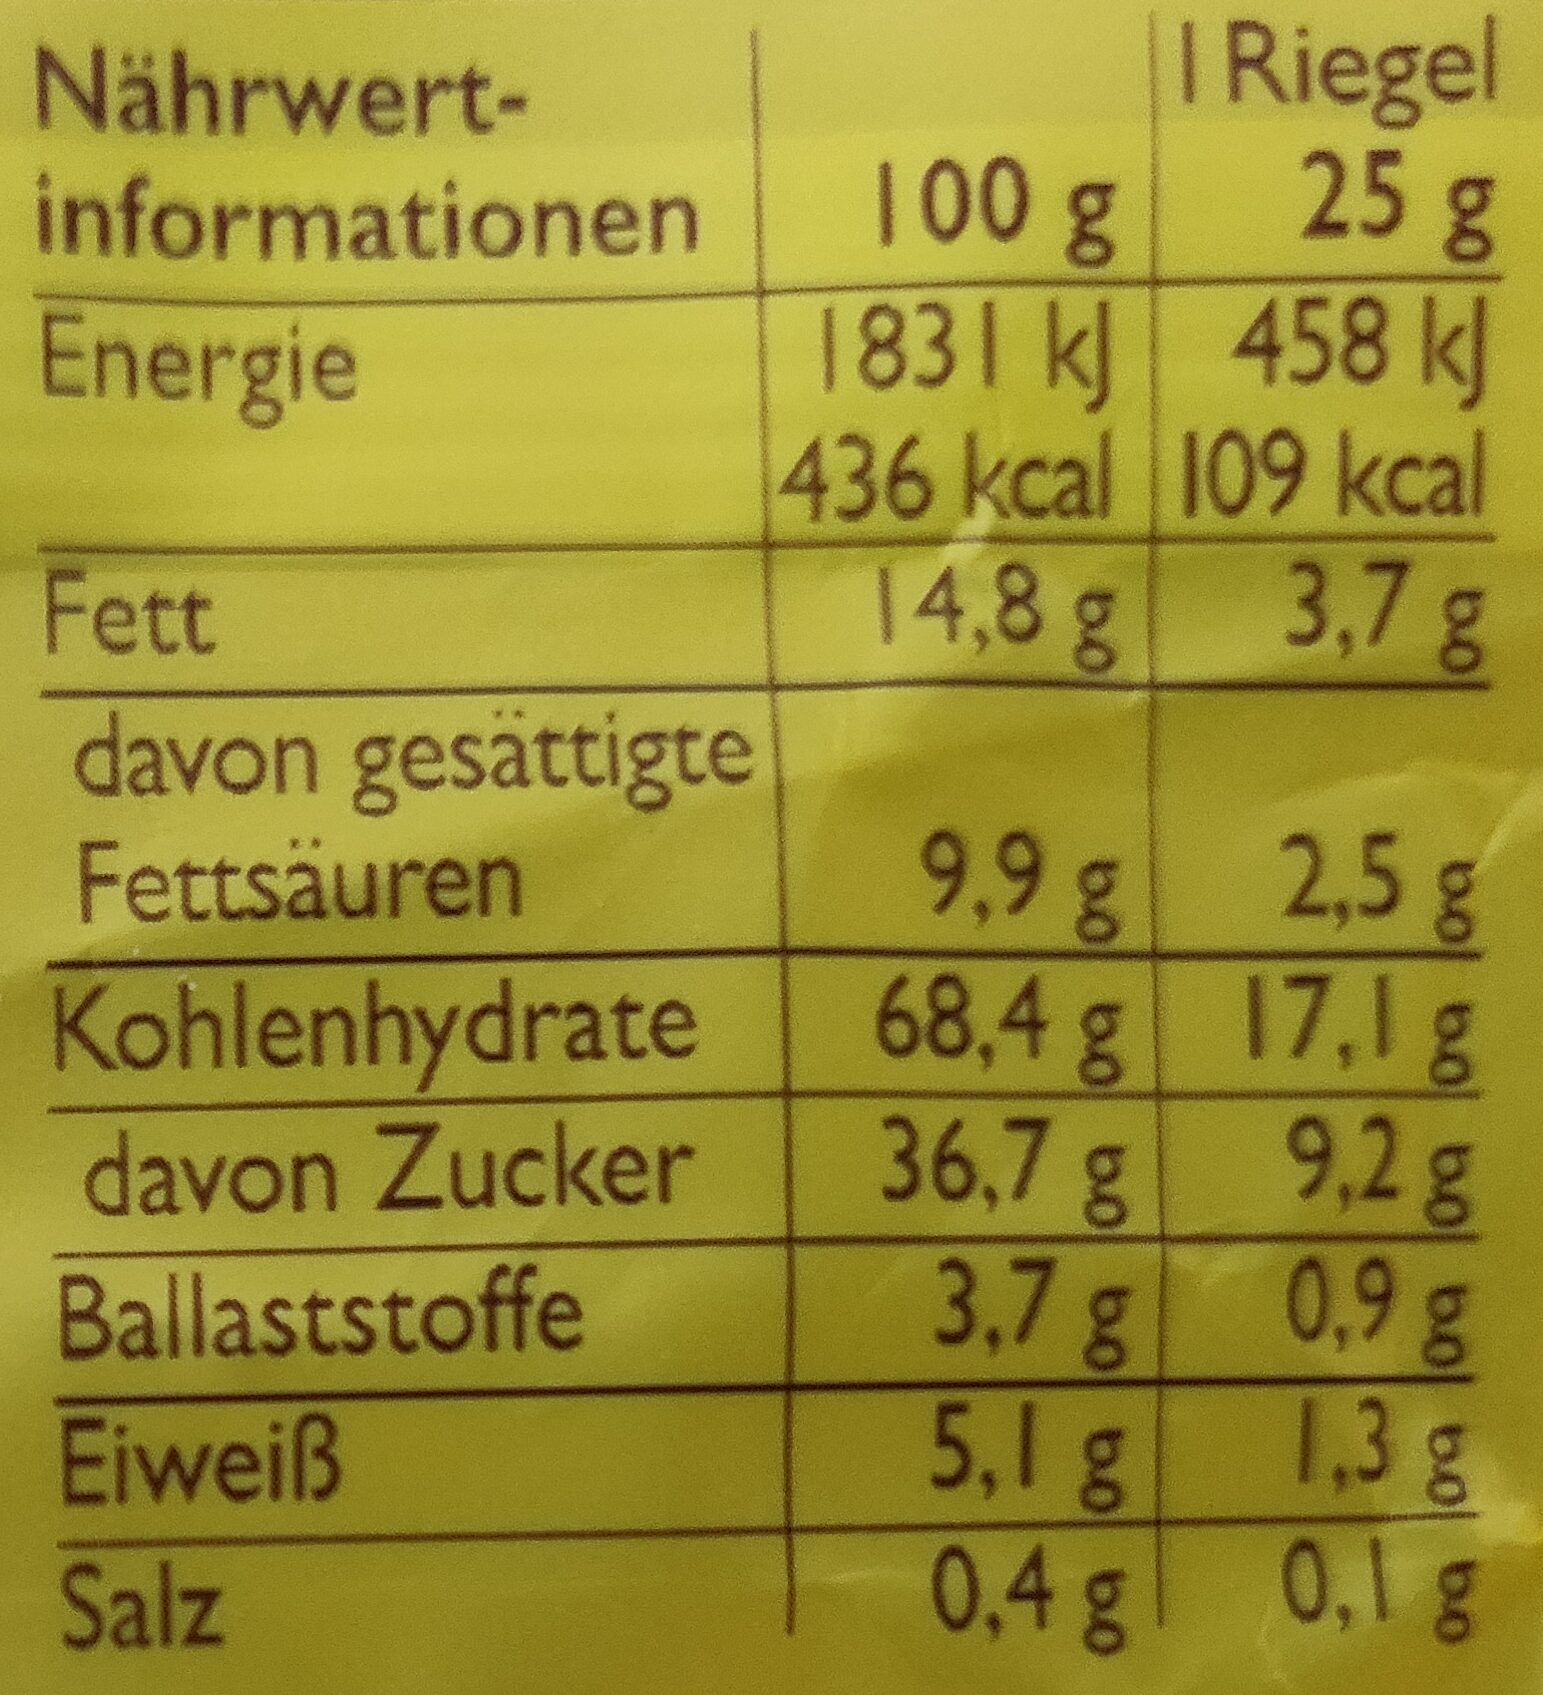 Nährwert- 1 Riegel
informationen 100 g 25 g
Energie 1831 kJ 458 kJ
436 kcal 109 kcal
Fett 14,8 g 3,7 g
davon gesättigte
Fettsäuren 9,9 g 2,5 g
Kohlenhydrate 68,4 g 17,1 g
davon Zucker 36,7 g 9,2 g
Ballaststoffe 3,7 g 0,9 g
Eiweiß 5,1 g 1,3 g
Salz 0,4 g 0,1 g